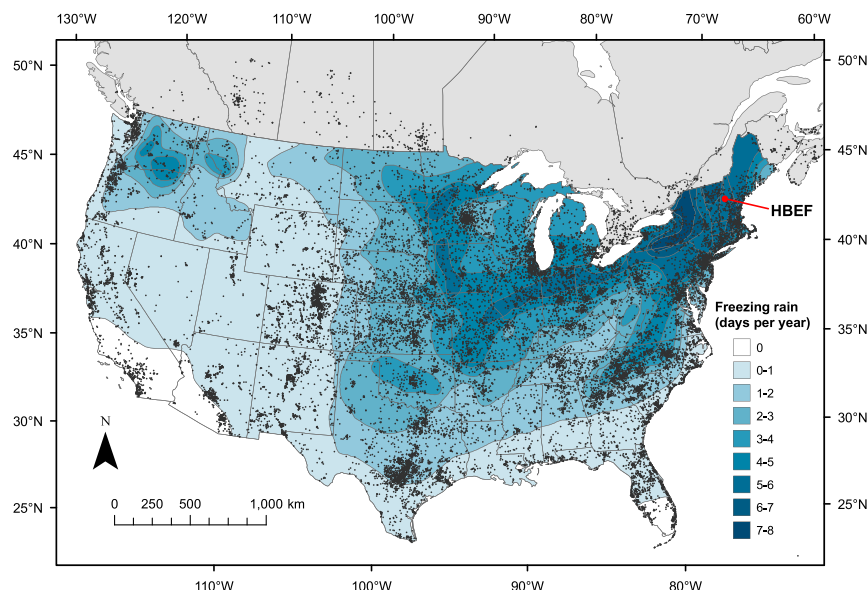 130°W 120°W 110°W 100°W 90°W 80°W 70°W 60°W
50°N 50°N
45°N 45°N
HBEF
40°N 40°N
Freezing rain
(days per year)
35°N 35°N
0
0-1
1-2
30°N 30°N
N
2-3
3-4
4-5
0 250 500 1,000 km
25°N 25°N
5-6
6-7
7-8
110°W 100°W 90°W 80°W